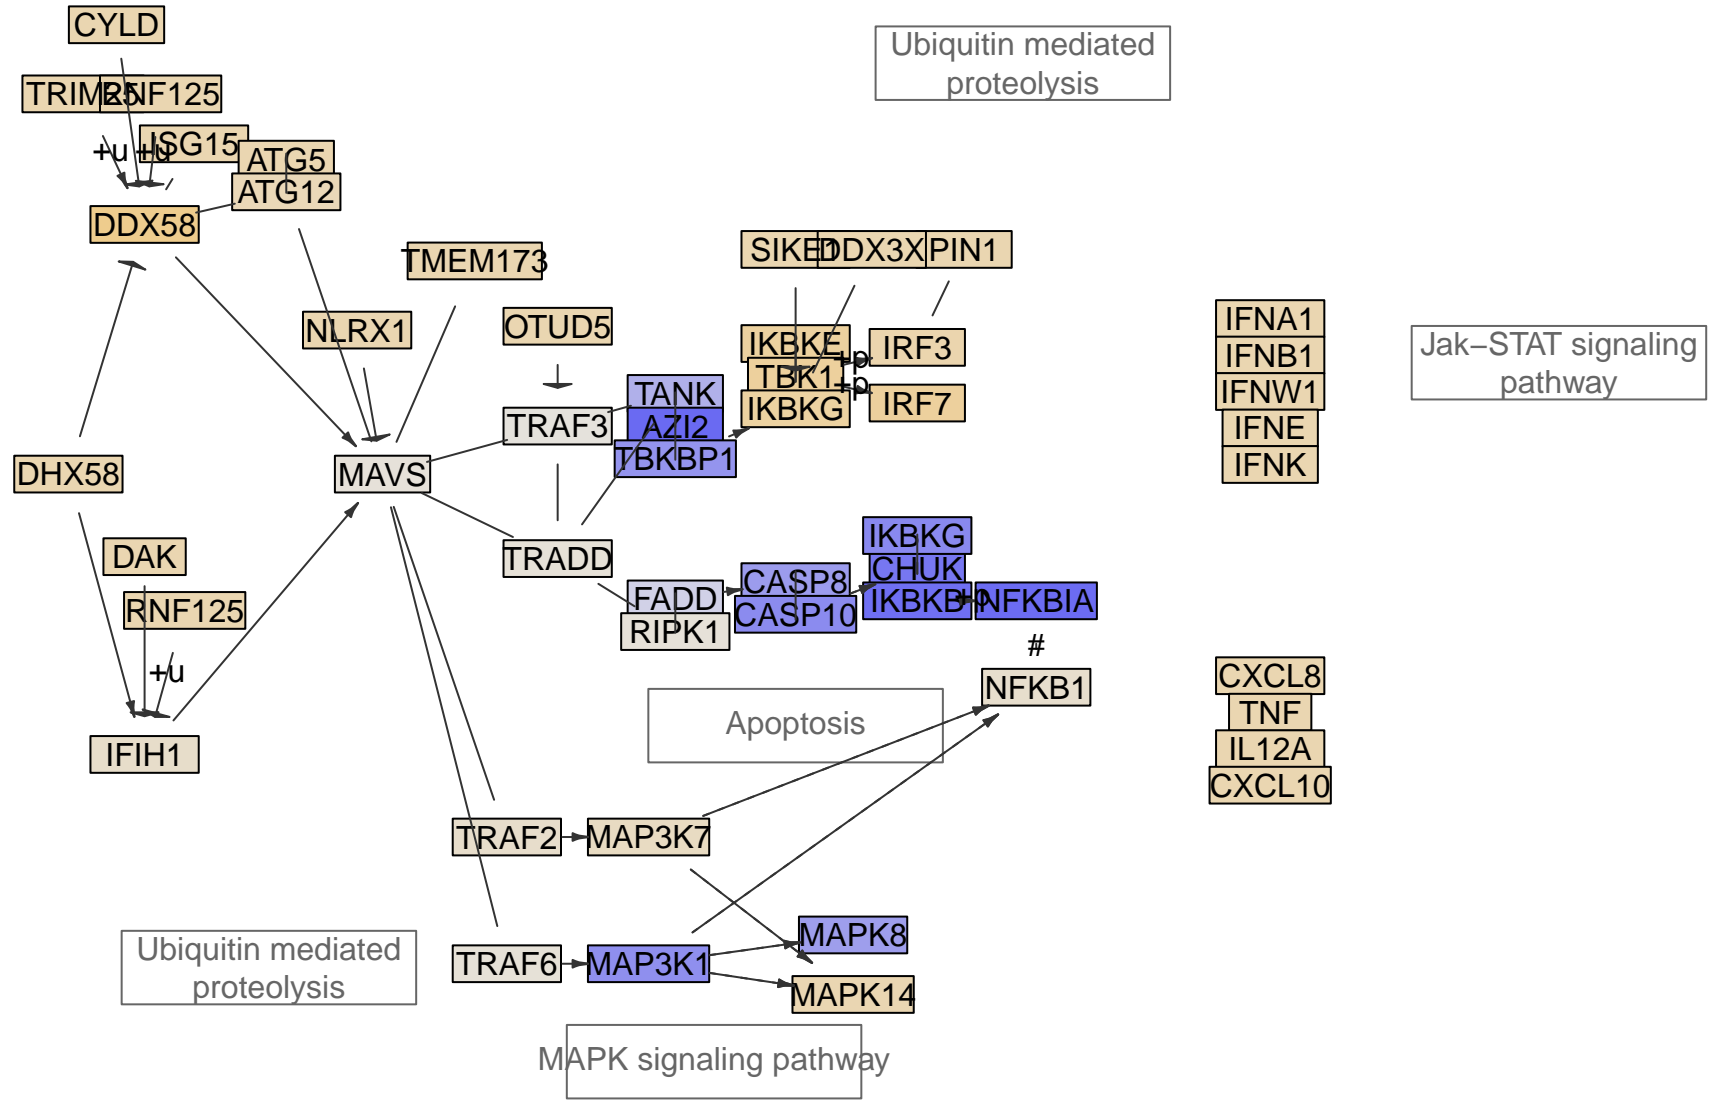 CYLD
Ubiquitin mediated
proteolysis
TRIM25
RNF125
ISG15
+u
+u
ATG5
ATG12
DDX58
TMEM173
SIKE1
DDX3X
PIN1
NLRX1
OTUD5
IKBKE
IRF3
+p
TBK1
+p
IKBKG
IRF7
IFNA1
IFNB1
IFNW1
IFNE
IFNK
Jak−STAT signaling
pathway
TANK
AZI2
TBKBP1
TRAF3
DHX58
MAVS
DAK
RNF125
+u
IFIH1
TRADD
FADD
RIPK1
CASP8
CASP10
IKBKG
CHUK
IKBKB
+p
NFKBIA
#
NFKB1
CXCL8
TNF
IL12A
CXCL10
Apoptosis
TRAF2
MAP3K7
TRAF6
MAP3K1
MAPK8
MAPK14
Ubiquitin mediated
proteolysis
MAPK signaling pathway